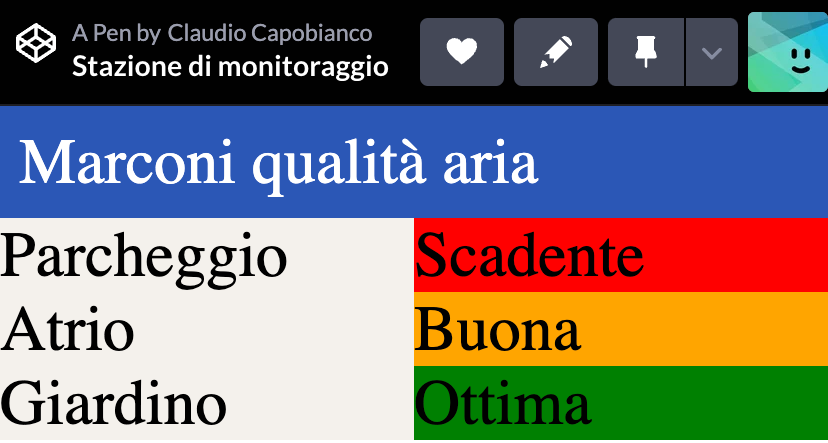 A Pen by Claudio Capobianco
Stazione di monitoraggio
Marconi qualità aria
Parcheggio Scadente
Atrio Buona
Giardino Ottima